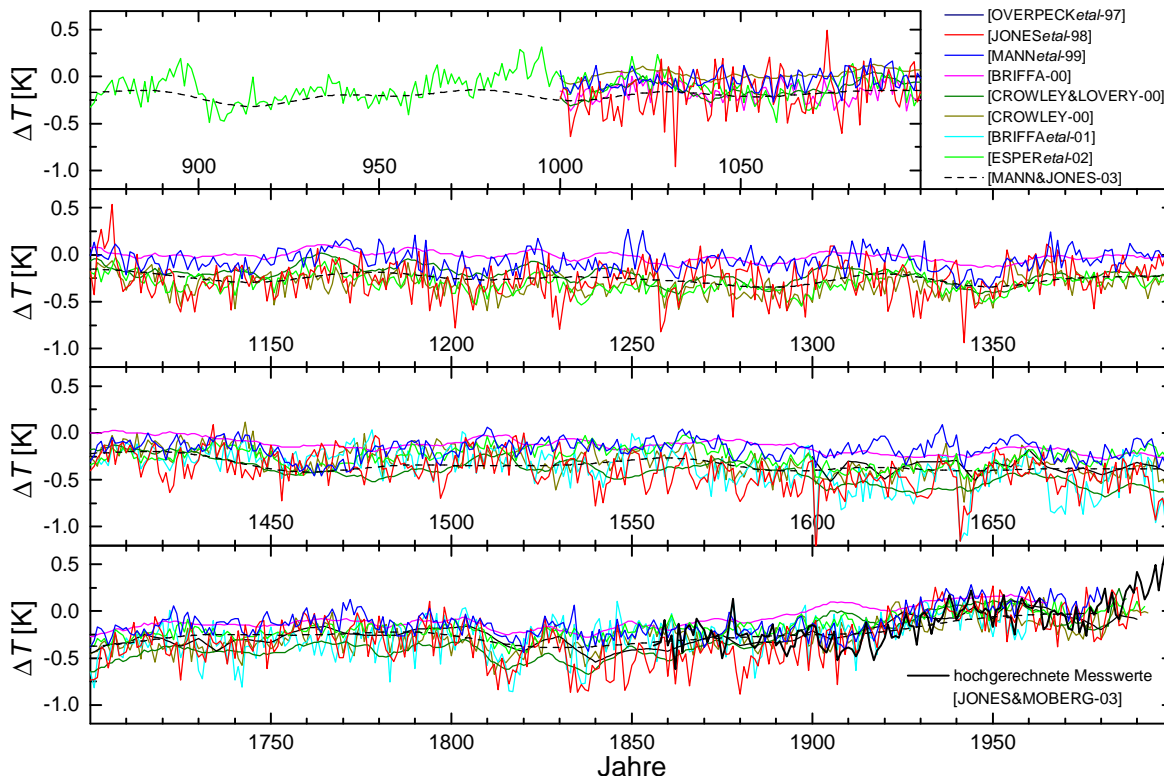 ΔT [K]
0.5
0.0
-0.5
-1.0
900
950
1000
1050
[OVERPECKetal-97]
[JONESetal-98]
[MANNetal-99]
[BRIFFA-00]
[CROWLEY&LOVERY-00]
[CROWLEY-00]
[BRIFFAetal-01]
[ESPERetal-02]
[MANN&JONES-03]
ΔT [K]
0.5
0.0
-0.5
-1.0
1150
1200
1250
1300
1350
ΔT [K]
0.5
0.0
-0.5
-1.0
1450
1500
1550
1600
1650
ΔT [K]
0.5
0.0
-0.5
-1.0
hochgerechnete Messwerte
[JONES&MOBERG-03]
1750
1800
1850
1900
1950
Jahre